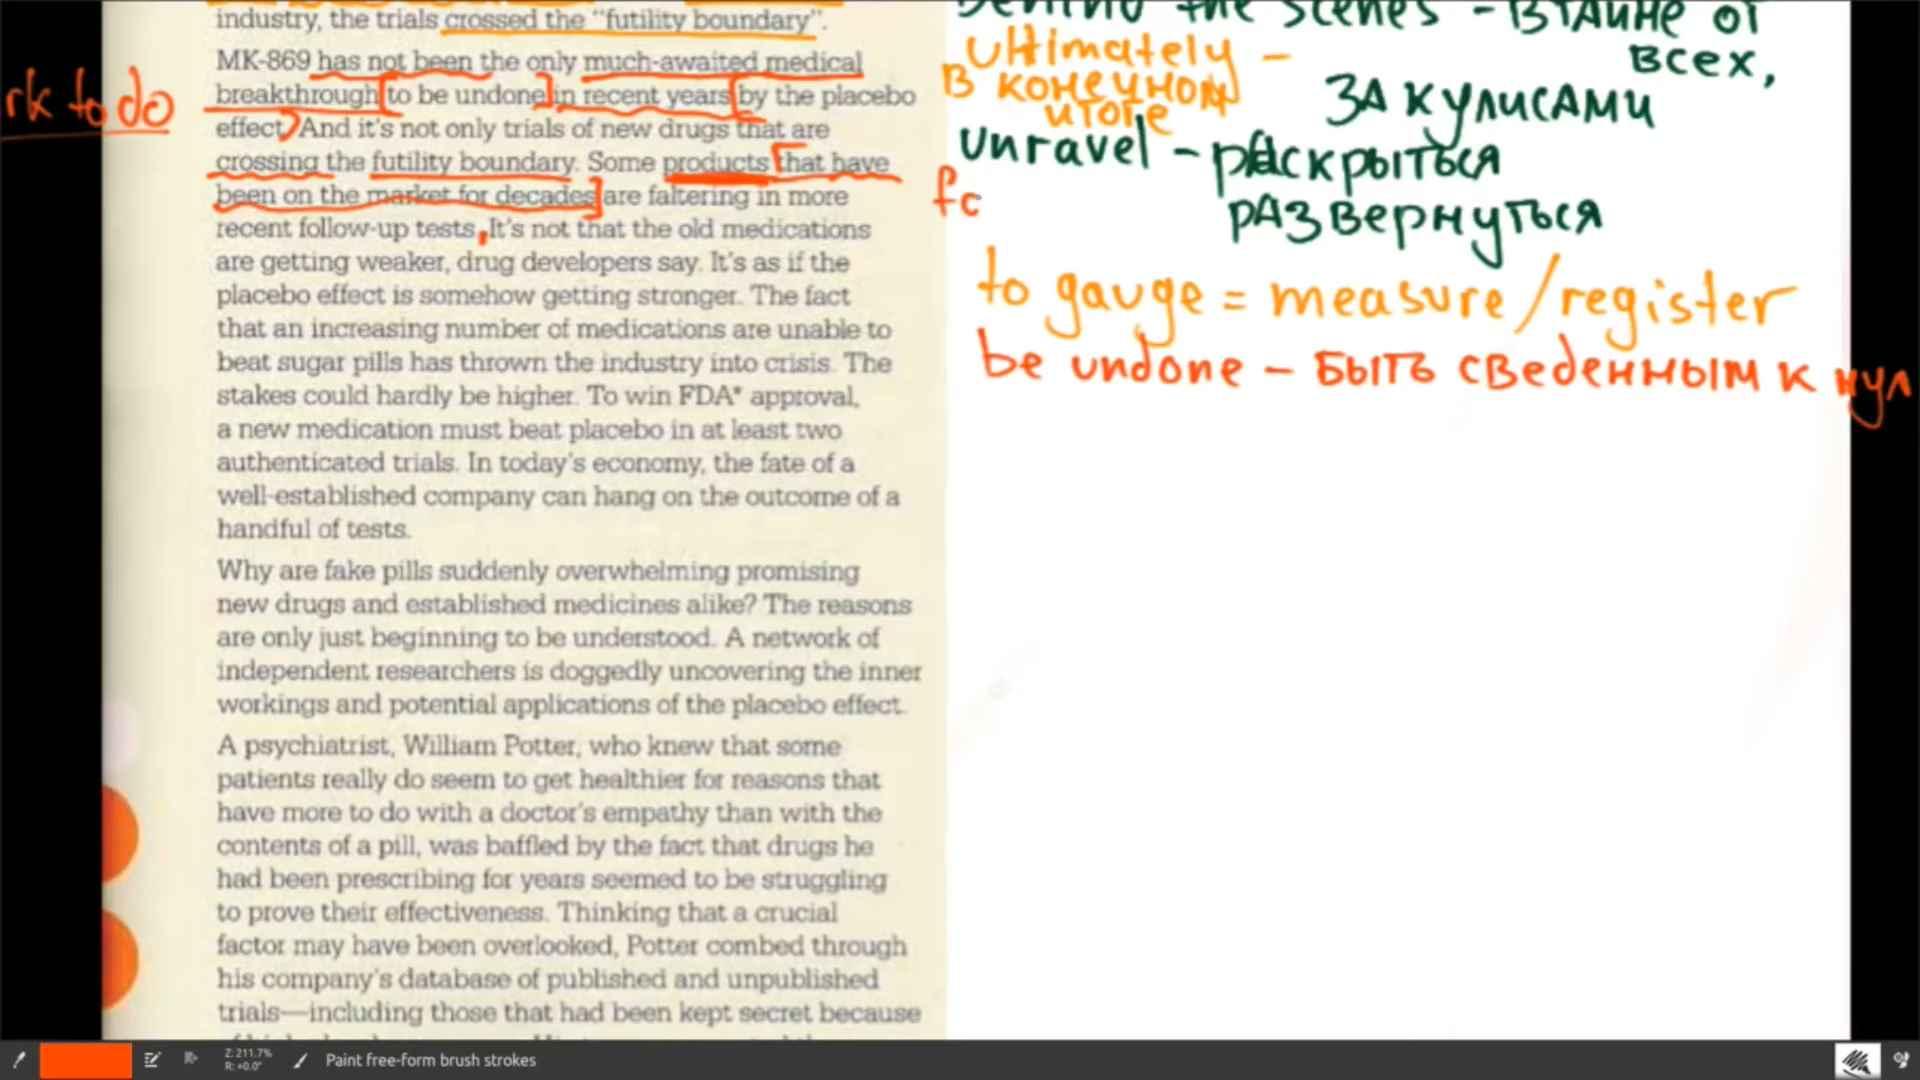 industry, the trials crossed the “futility boundary”.
MK-869 has not been the only much-awaited medical
breakthrough to be undone in recent years by the placebo
effect. And it’s not only trials of new drugs that are
crossing the futility boundary. Some products that have
been on the market for decades are faltering in more
recent follow-up tests. It’s not that the old medications
are getting weaker, drug developers say. It’s as if the
placebo effect is somehow getting stronger. The fact
that an increasing number of medications are unable to
beat sugar pills has thrown the industry into crisis. The
stakes could hardly be higher. To win FDA* approval,
a new medication must beat placebo in at least two
authenticated trials. In today’s economy, the fate of a
well-established company can hang on the outcome of a
handful of tests.
Why are fake pills suddenly overwhelming promising
new drugs and established medicines alike? The reasons
are only just beginning to be understood. A network of
independent researchers is doggedly uncovering the inner
workings and potential applications of the placebo effect.
A psychiatrist, William Potter, who knew that some
patients really do seem to get healthier for reasons that
have more to do with a doctor’s empathy than with the
contents of a pill, was baffled by the fact that drugs he
had been prescribing for years seemed to be struggling
to prove their effectiveness. Thinking that a crucial
factor may have been overlooked, Potter combed through
his company’s database of published and unpublished
trials—including those that had been kept secret because
rk to do
behind the scenes - втайне от
всех,
за кулисами
ultimately -
в конечном
итоге
unravel - раскрыться
развернуться
fc
to gauge = measure / register
be undone - быть сведенным к нул
Z: 211.7%
R: +0.0°
Paint free-form brush strokes